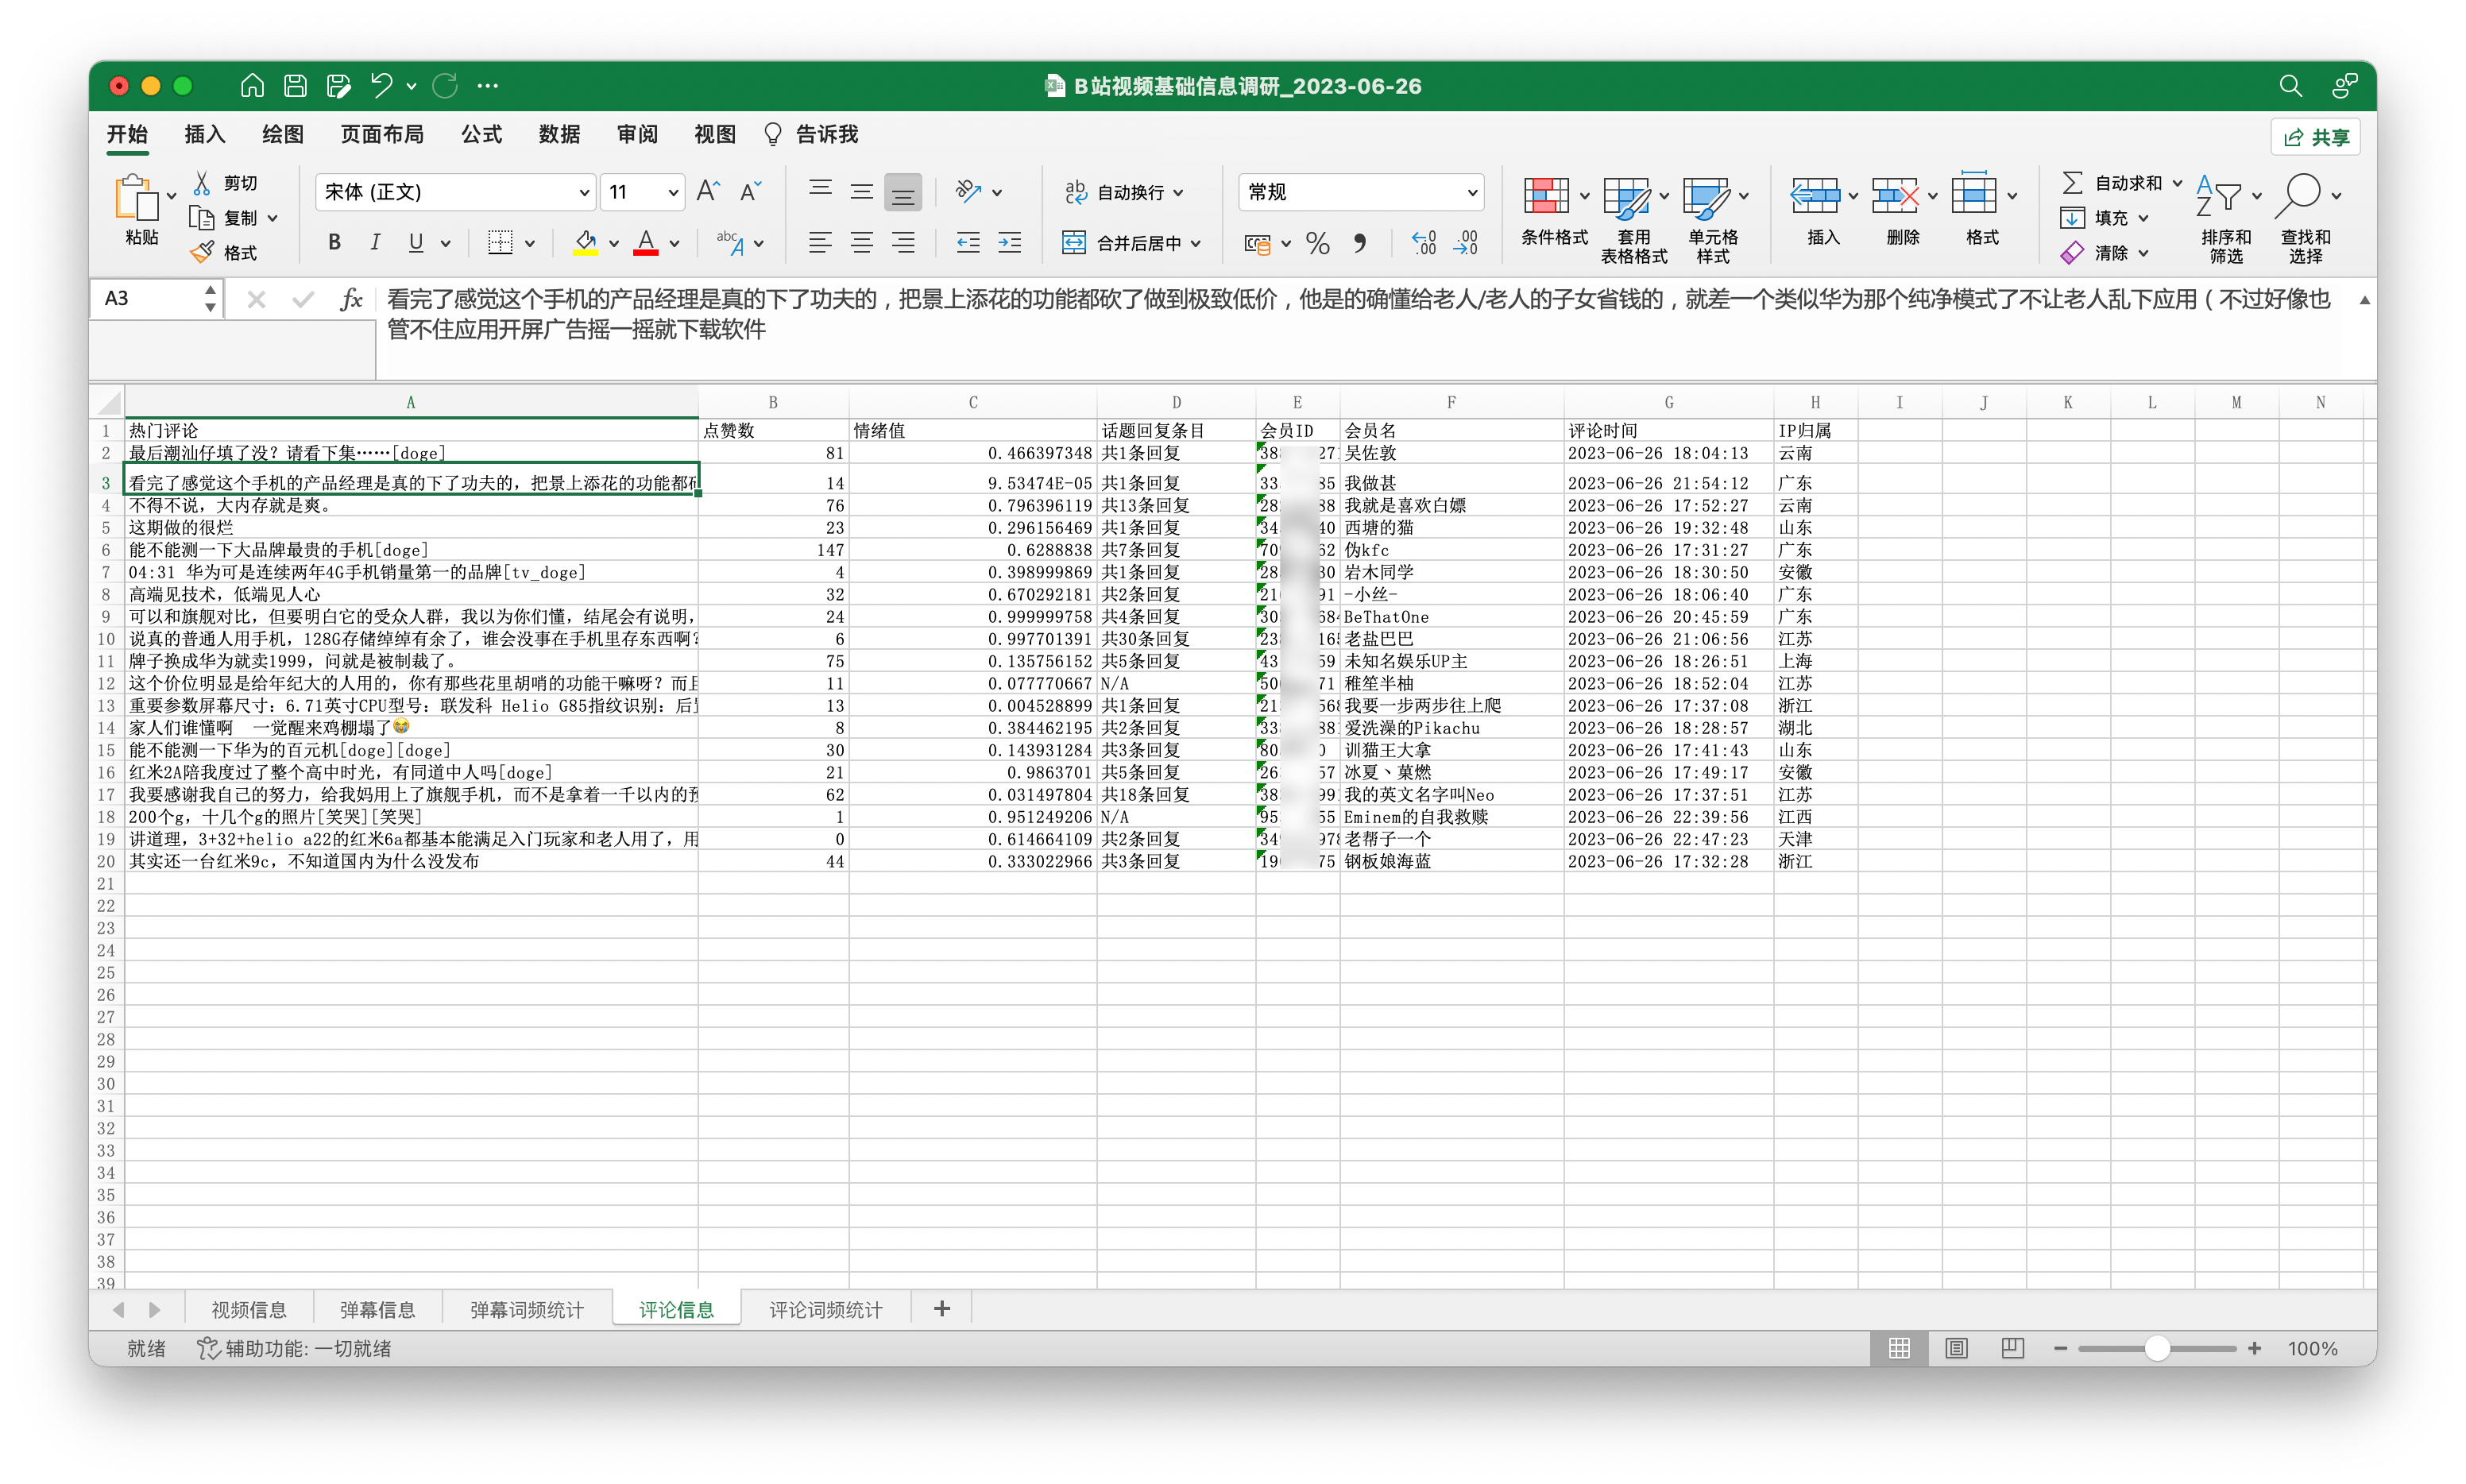 B站视频基础信息调研_2023-06-26
开始 插入 绘图 页面布局 公式 数据 审阅 视图 告诉我 共享
粘贴 剪切 复制 格式 宋体 (正文) 11 自动换行 合并后居中 常规 条件格式 套用表格格式 单元格样式 插入 删除 格式 自动求和 填充 清除 排序和筛选 查找和选择
A3 fx 看完了感觉这个手机的产品经理是真的下了功夫的，把景上添花的功能都砍了做到极致低价，他是的确懂给老人/老人的子女省钱的，就差一个类似华为那个纯净模式了不让老人乱下应用（不过好像也
管不住应用开屏广告摇一摇就下载软件
A B C D E F G H I J K L M N
1 热门评论 点赞数 情绪值 话题回复条目 会员ID 会员名 评论时间 IP归属
2 最后潮汕仔填了没？请看下集……[doge] 81 0.466397348 共1条回复 吴佐敦 2023-06-26 18:04:13 云南
3 看完了感觉这个手机的产品经理是真的下了功夫的，把景上添花的功能都 14 9.53474E-05 共1条回复 我做甚 2023-06-26 21:54:12 广东
4 不得不说，大内存就是爽。 76 0.796396119 共13条回复 我就是喜欢白嫖 2023-06-26 17:52:27 云南
5 这期做的很烂 23 0.296156469 共1条回复 西塘的猫 2023-06-26 19:32:48 山东
6 能不能测一下大品牌最贵的手机[doge] 147 0.6288838 共7条回复 伪kfc 2023-06-26 17:31:27 广东
7 04:31 华为可是连续两年4G手机销量第一的品牌[tv_doge] 4 0.398999869 共1条回复 岩木同学 2023-06-26 18:30:50 安徽
8 高端见技术，低端见人心 32 0.670292181 共2条回复 -小丝- 2023-06-26 18:06:40 广东
9 可以和旗舰对比，但要明白它的受众人群，我以为你们懂，结尾会有说明， 24 0.999999758 共4条回复 BeThatOne 2023-06-26 20:45:59 广东
10 说真的普通人用手机，128G存储绰绰有余了，谁会没事在手机里存东西啊？ 6 0.997701391 共30条回复 老盐巴巴 2023-06-26 21:06:56 江苏
11 牌子换成华为就卖1999，问就是被制裁了。 75 0.135756152 共5条回复 未知名娱乐UP主 2023-06-26 18:26:51 上海
12 这个价位明显是给年纪大的人用的，你有那些花里胡哨的功能干嘛呀？而且 11 0.077770667 N/A 稚笙半柚 2023-06-26 18:52:04 江苏
13 重要参数屏幕尺寸：6.71英寸CPU型号：联发科 Helio G85指纹识别：后置 13 0.004528899 共1条回复 我要一步两步往上爬 2023-06-26 17:37:08 浙江
14 家人们谁懂啊 一觉醒来鸡棚塌了😭 8 0.384462195 共2条回复 爱洗澡的Pikachu 2023-06-26 18:28:57 湖北
15 能不能测一下华为的百元机[doge][doge] 30 0.143931284 共3条回复 训猫王大拿 2023-06-26 17:41:43 山东
16 红米2A陪我度过了整个高中时光，有同道中人吗[doge] 21 0.9863701 共5条回复 冰夏丶菓燃 2023-06-26 17:49:17 安徽
17 我要感谢我自己的努力，给我妈用上了旗舰手机，而不是拿着一千以内的预 62 0.031497804 共18条回复 我的英文名字叫Neo 2023-06-26 17:37:51 江苏
18 200个g，十几个g的照片[笑哭][笑哭] 1 0.951249206 N/A Eminem的自我救赎 2023-06-26 22:39:56 江西
19 讲道理，3+32+helio a22的红米6a都基本能满足入门玩家和老人用了，用 0 0.614664109 共2条回复 老帮子一个 2023-06-26 22:47:23 天津
20 其实还一台红米9c，不知道国内为什么没发布 44 0.333022966 共3条回复 钢板娘海蓝 2023-06-26 17:32:28 浙江
21
22
23
24
25
26
27
28
29
30
31
32
33
34
35
36
37
38
39
视频信息 弹幕信息 弹幕词频统计 评论信息 评论词频统计 +
就绪 辅助功能: 一切就绪 100%